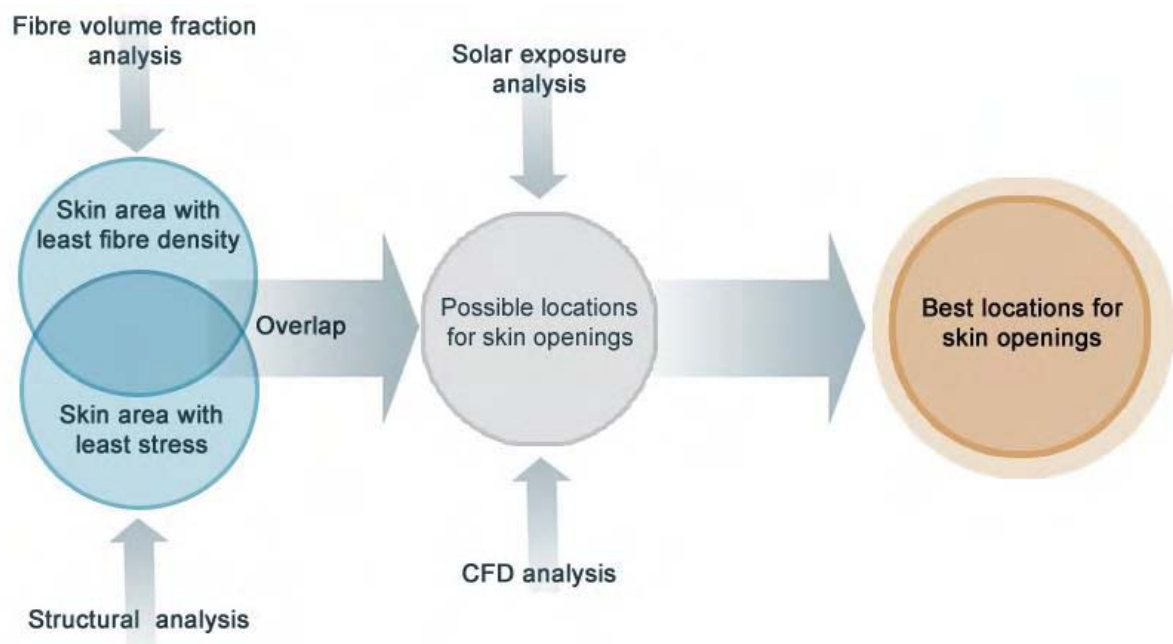 Fibre volume fraction
analysis
Skin area with
least fibre density
Skin area with
least stress
Structural analysis
Overlap
Solar exposure
analysis
Possible locations
for skin openings
CFD analysis
Best locations for
skin openings